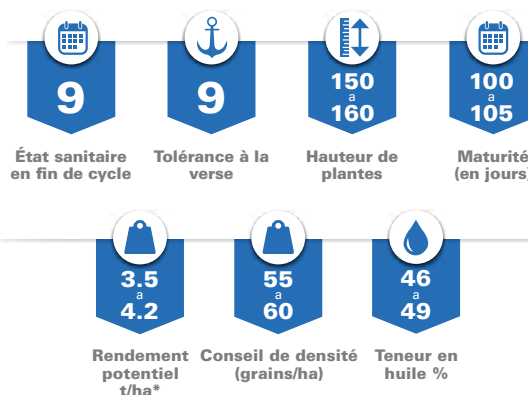 9
9
150
a
160
100
a
105
État sanitaire
en fin de cycle
Tolérance à la
verse
Hauteur de
plantes
Maturité
(en jours)
3.5
a
4.2
55
a
60
46
a
49
Rendement
potentiel
t/ha*
Conseil de densité
(grains/ha)
Teneur en
huile %